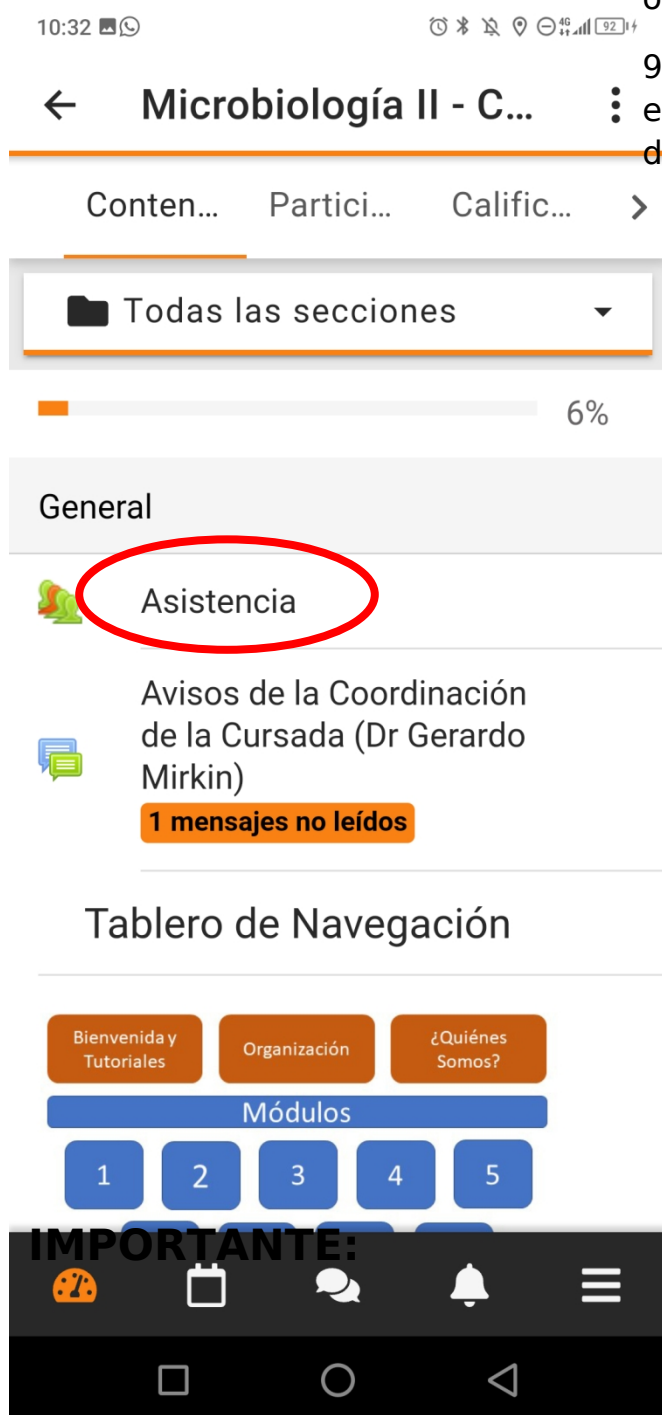 10:32
4G
92
9
e
d
← Microbiología II - C...
Conten... Partici... Calific... >
Todas las secciones
6%
General
Asistencia
Avisos de la Coordinación
de la Cursada (Dr Gerardo
Mirkin)
1 mensajes no leídos
Tablero de Navegación
Bienvenida y
Tutoriales
Organización
¿Quiénes
Somos?
Módulos
1 2 3 4 5
IMPORTANTE: